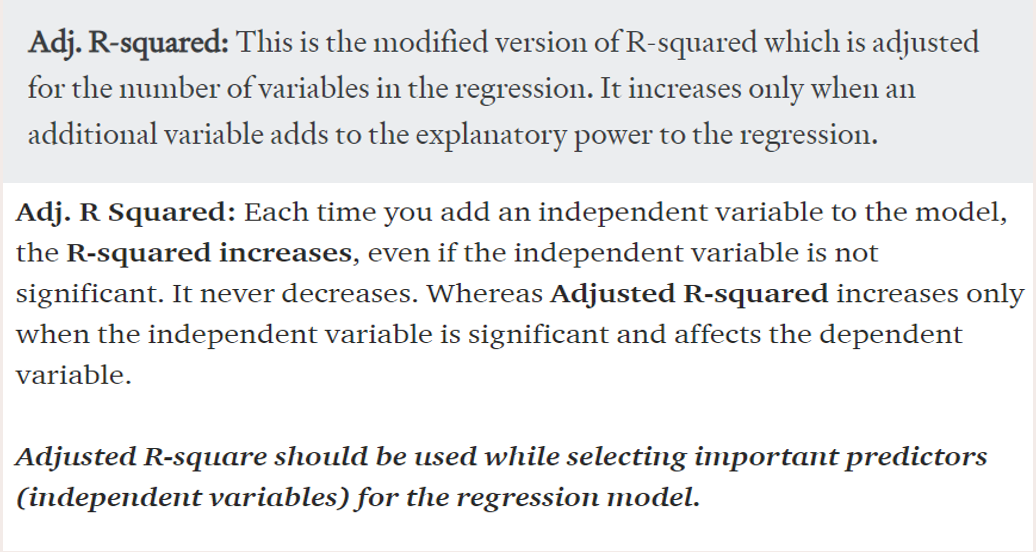 Adj. R-squared: This is the modified version of R-squared which is adjusted
for the number of variables in the regression. It increases only when an
additional variable adds to the explanatory power to the regression.
Adj. R Squared: Each time you add an independent variable to the model,
the R-squared increases, even if the independent variable is not
significant. It never decreases. Whereas Adjusted R-squared increases only
when the independent variable is significant and affects the dependent
variable.
Adjusted R-square should be used while selecting important predictors
(independent variables) for the regression model.